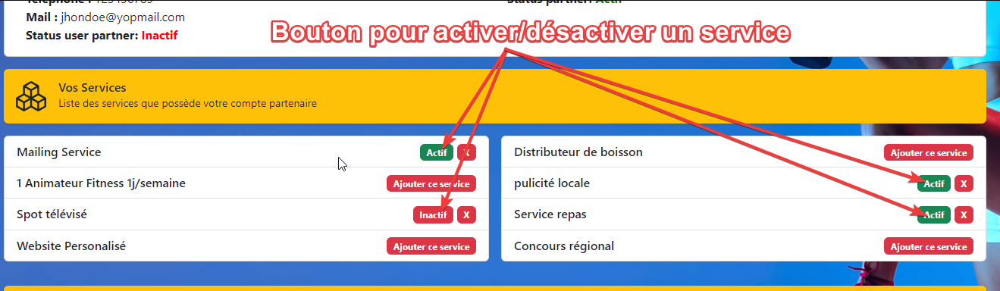 Téléphone : 123456789
Status partner: Actif
Mail : jhondoe@yopmail.com
Status user partner: Inactif
Bouton pour activer/désactiver un service
Vos Services
Liste des services que possède votre compte partenaire
Mailing Service Actif X
Distributeur de boisson Ajouter ce service
1 Animateur Fitness 1j/semaine Ajouter ce service
pulicité locale Actif X
Spot télévisé Inactif X
Service repas Actif X
Website Personalisé Ajouter ce service
Concours régional Ajouter ce service